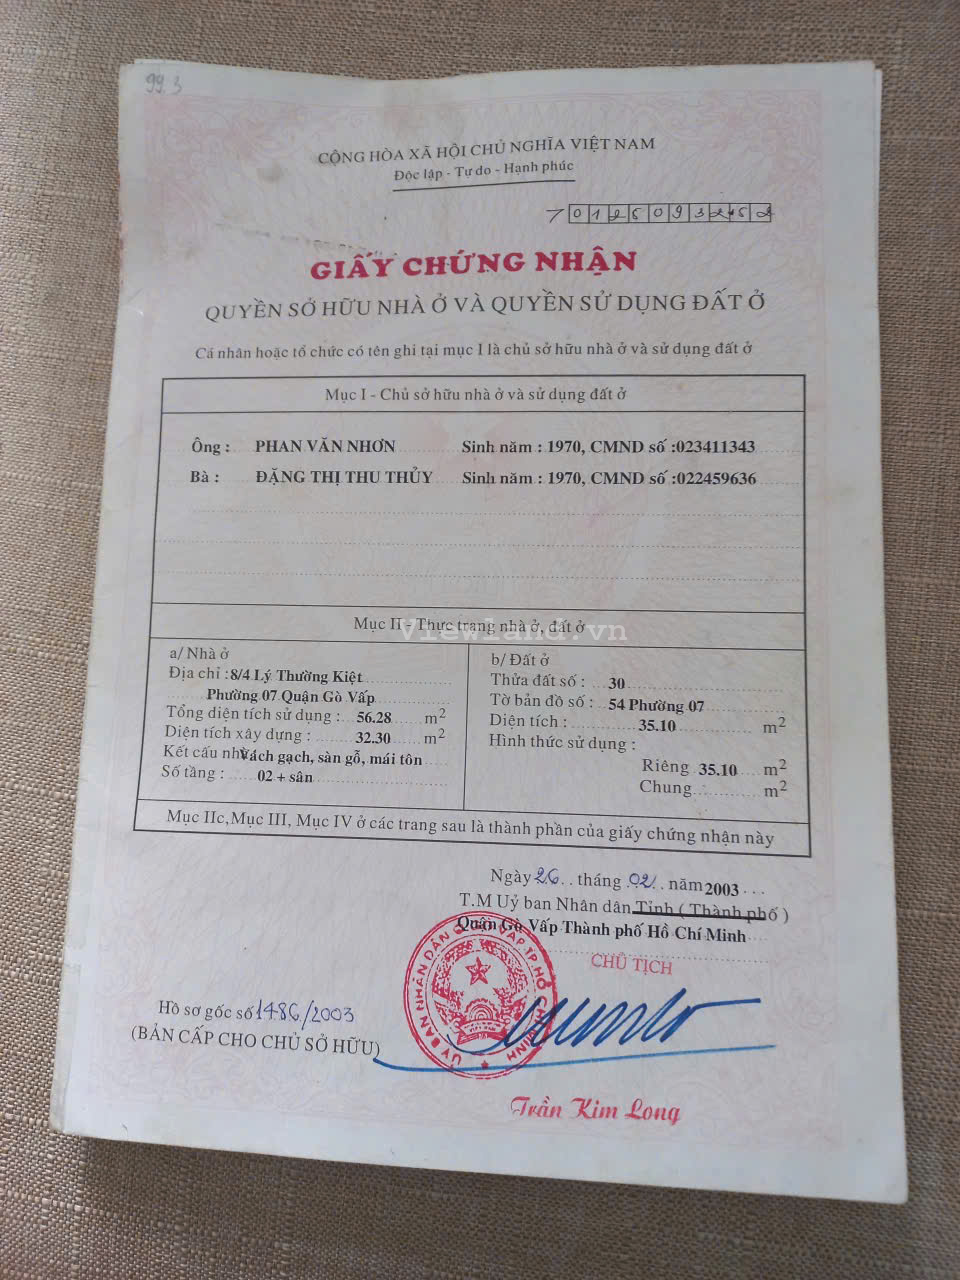 99.3
CỘNG HÒA XÃ HỘI CHỦ NGHĨA VIỆT NAM
Độc lập - Tự do - Hạnh phúc
GIẤY CHỨNG NHẬN
QUYỀN SỞ HỮU NHÀ Ở VÀ QUYỀN SỬ DỤNG ĐẤT Ở
Cá nhân hoặc tổ chức có tên ghi tại mục I là chủ sở hữu nhà ở và sử dụng đất ở
Mục I - Chủ sở hữu nhà ở và sử dụng đất ở
Ông : PHAN VĂN NHƠN Sinh năm : 1970, CMND số :023411343
Bà : ĐẶNG THỊ THU THỦY Sinh năm : 1970, CMND số :022459636
Mục II - Thực trạng nhà ở, đất ở
Viewland.vn
a/ Nhà ở
Địa chỉ :8/4 Lý Thường Kiệt
Phường 07 Quận Gò Vấp
Tổng diện tích sử dụng : 56.28 m2
Diện tích xây dựng : 32.30 m2
Kết cấu nhà Vách gạch, sàn gỗ, mái tôn
Số tầng : 02 + sân
b/ Đất ở
Thửa đất số : 30
Tờ bản đồ số : 54 Phường 07
Diện tích : 35.10 m2
Hình thức sử dụng :
Riêng 35.10 m2
Chung m2
Mục IIc, Mục III, Mục IV ở các trang sau là thành phần của giấy chứng nhận này
Ngày 26 tháng 02 năm 2003
T.M Uỷ ban Nhân dân Tỉnh ( Thành phố )
Quận Gò Vấp Thành phố Hồ Chí Minh
CHỦ TỊCH
ỦY BAN NHÂN DÂN Q. GÒ VẤP TP. HỒ CHÍ MINH
Hồ sơ gốc số 1486/2003
(BẢN CẤP CHO CHỦ SỞ HỮU)
Trần Kim Long